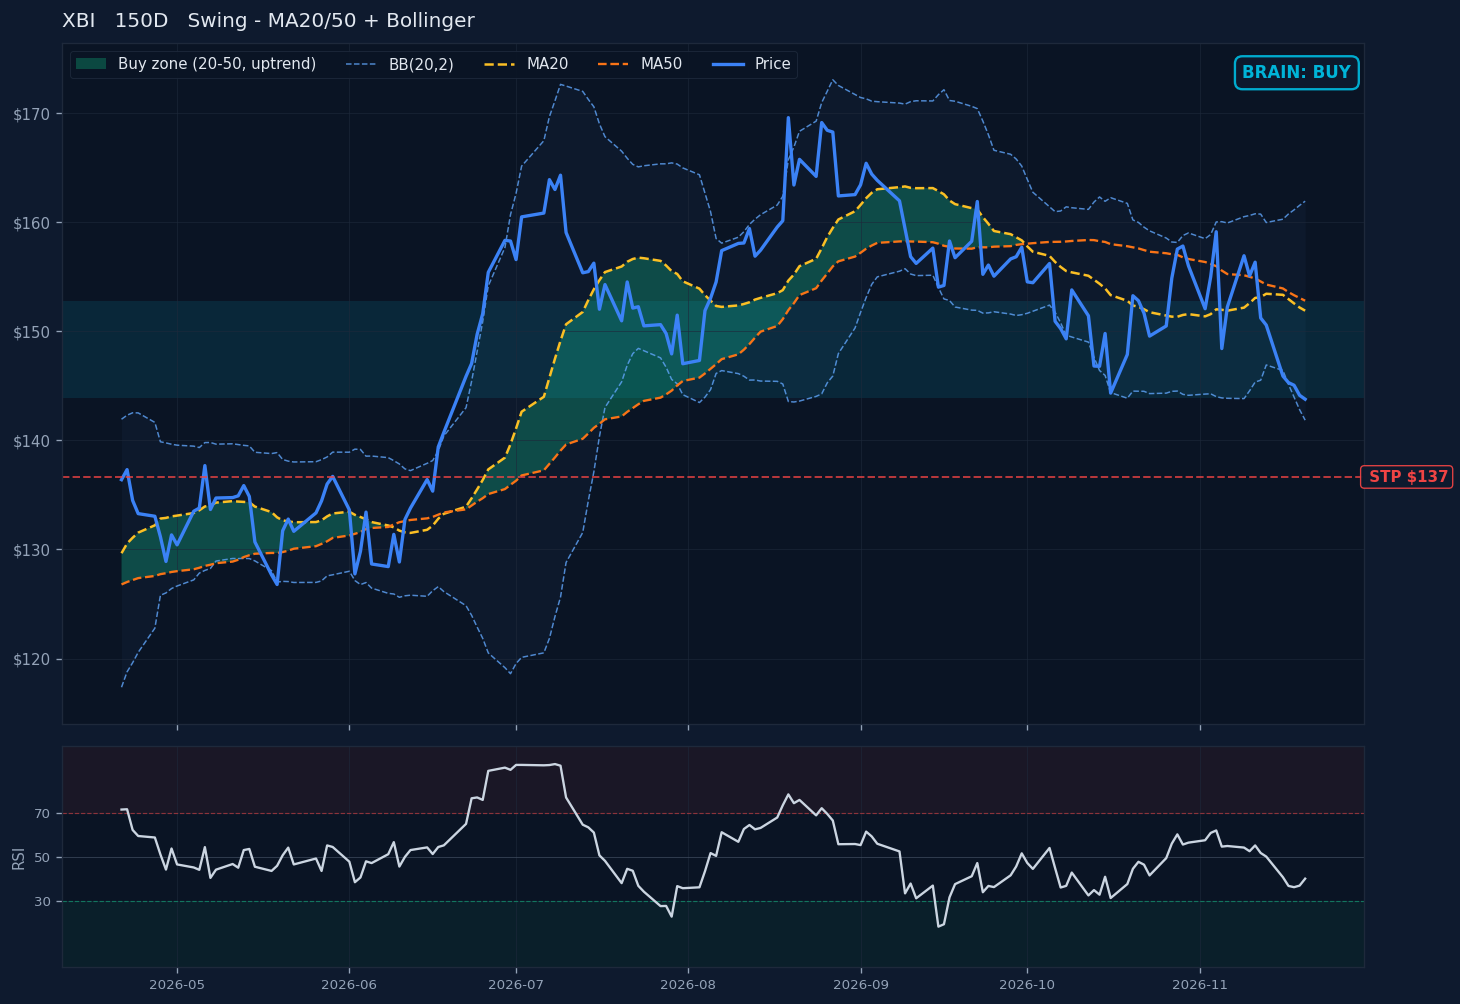 XBI   150D   Swing - MA20/50 + Bollinger
Buy zone (20-50, uptrend)   BB(20,2)   MA20   MA50   Price
BRAIN: BUY
$170
$160
$150
$140
$130
$120
STP $137
RSI
70
50
30
2026-05   2026-06   2026-07   2026-08   2026-09   2026-10   2026-11